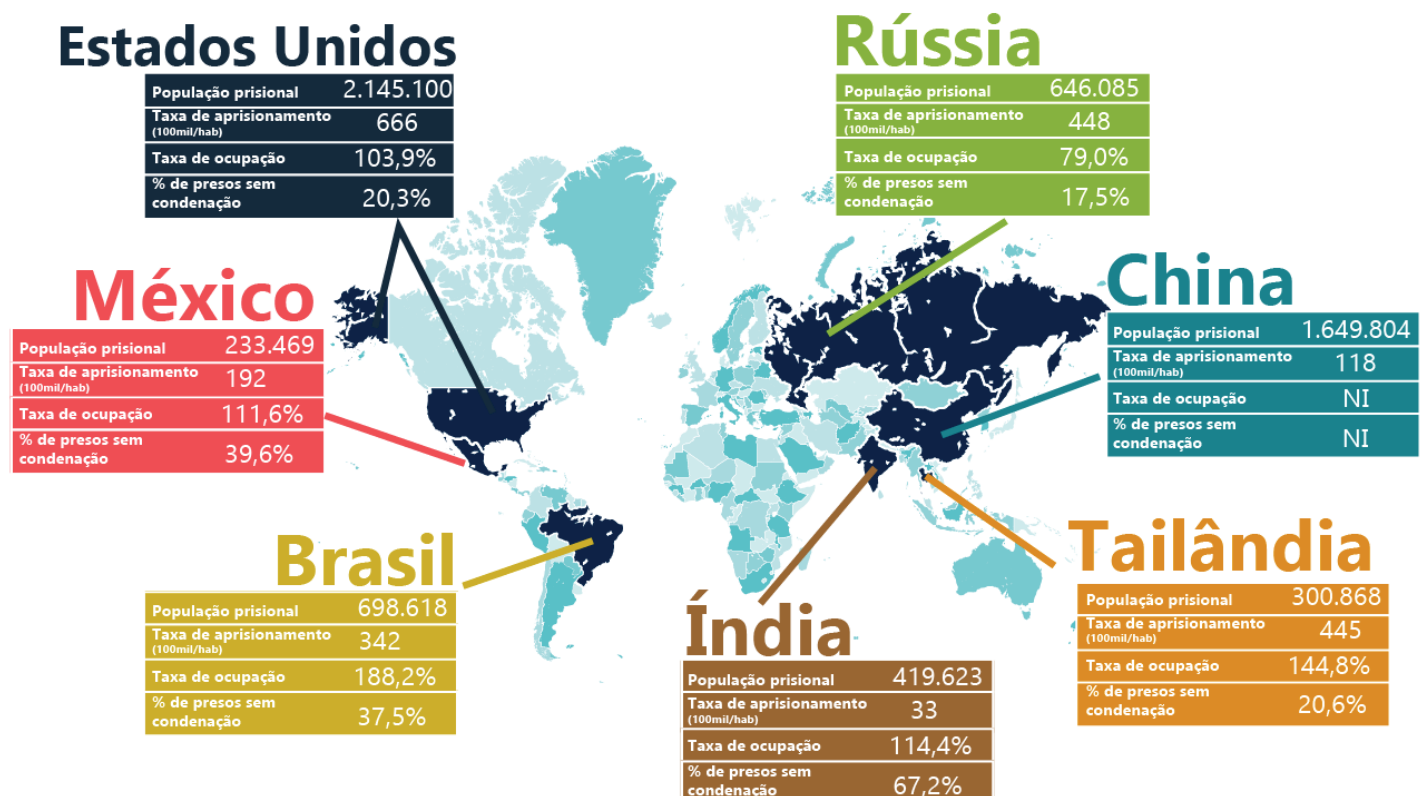 Estados Unidos
População prisional 2.145.100
Taxa de aprisionamento
(100mil/hab) 666
Taxa de ocupação 103,9%
% de presos sem
condenação 20,3%
Rússia
População prisional 646.085
Taxa de aprisionamento
(100mil/hab) 448
Taxa de ocupação 79,0%
% de presos sem
condenação 17,5%
México
População prisional 233.469
Taxa de aprisionamento
(100mil/hab) 192
Taxa de ocupação 111,6%
% de presos sem
condenação 39,6%
China
População prisional 1.649.804
Taxa de aprisionamento
(100mil/hab) 118
Taxa de ocupação NI
% de presos sem
condenação NI
Brasil
População prisional 698.618
Taxa de aprisionamento
(100mil/hab) 342
Taxa de ocupação 188,2%
% de presos sem
condenação 37,5%
Índia
População prisional 419.623
Taxa de aprisionamento
(100mil/hab) 33
Taxa de ocupação 114,4%
% de presos sem
condenação 67,2%
Tailândia
População prisional 300.868
Taxa de aprisionamento
(100mil/hab) 445
Taxa de ocupação 144,8%
% de presos sem
condenação 20,6%